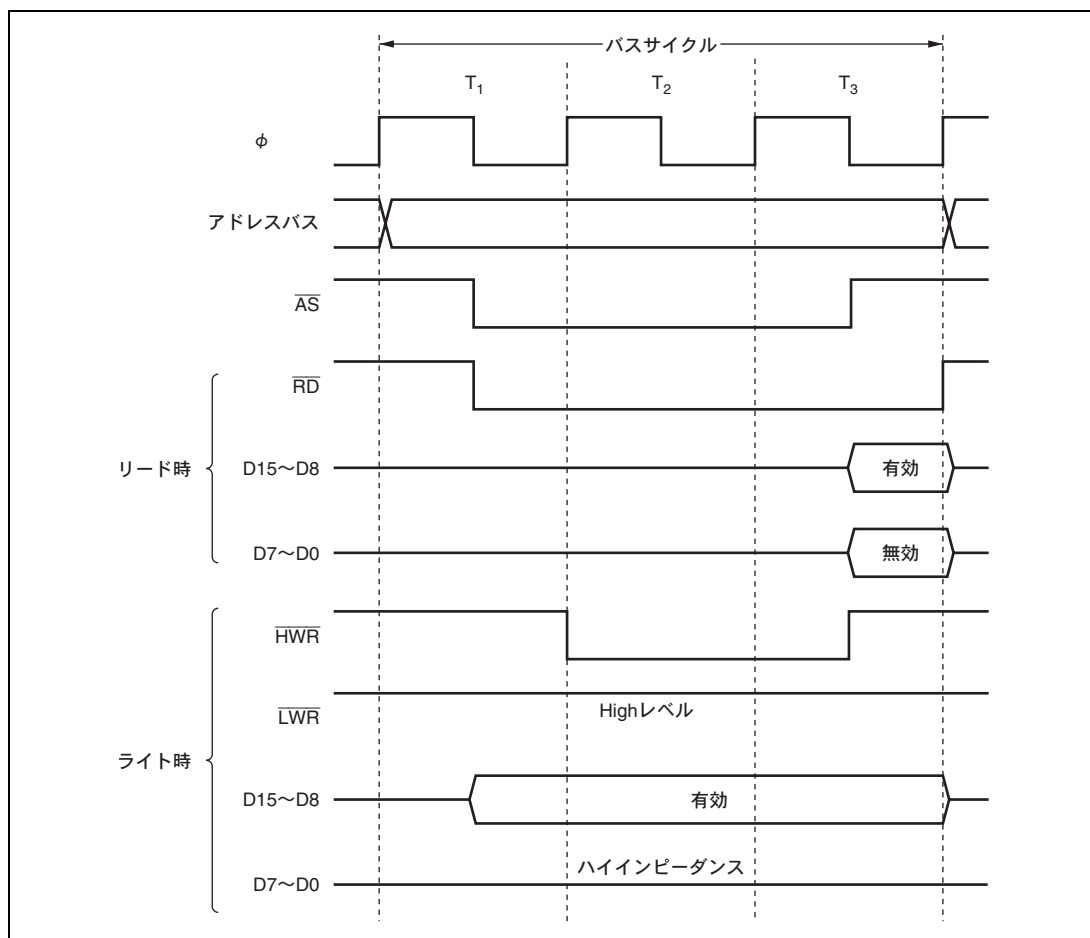 バスサイクル
T1 T2 T3
φ
アドレスバス
AS
RD
リード時
D15〜D8 有効
D7〜D0 無効
HWR
LWR Highレベル
ライト時
D15〜D8 有効
D7〜D0 ハイインピーダンス